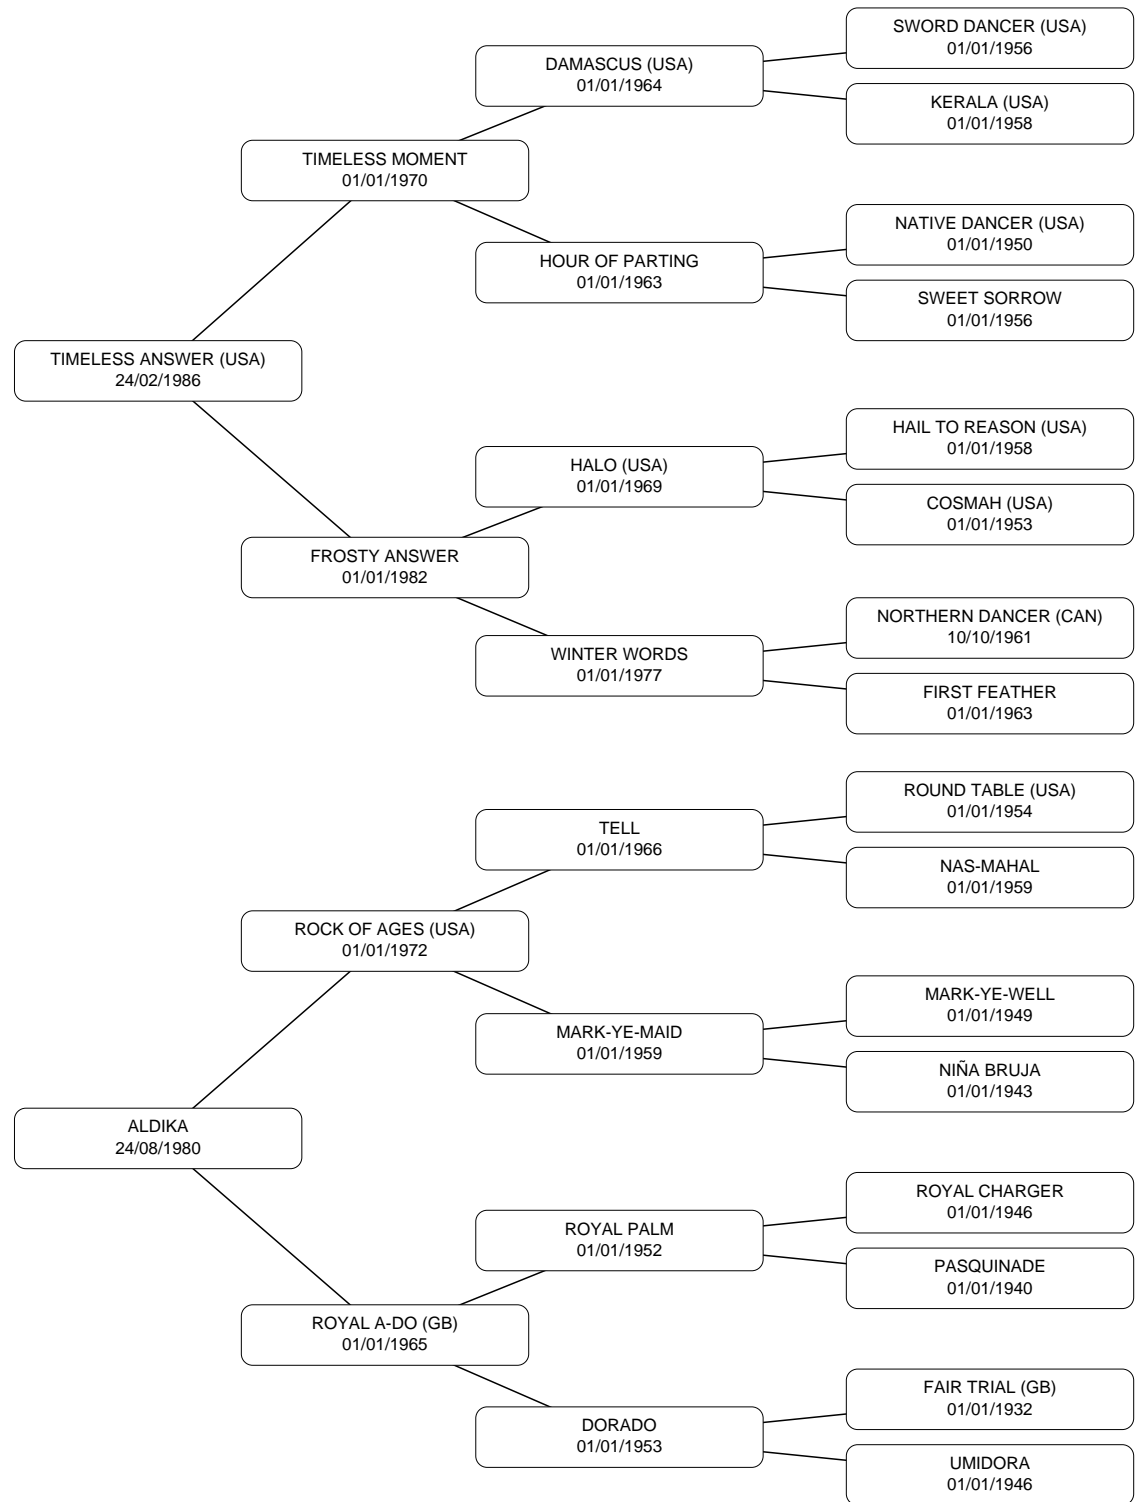 SWORD DANCER (USA)
01/01/1956
DAMASCUS (USA)
01/01/1964
KERALA (USA)
01/01/1958
TIMELESS MOMENT
01/01/1970
NATIVE DANCER (USA)
01/01/1950
HOUR OF PARTING
01/01/1963
SWEET SORROW
01/01/1956
TIMELESS ANSWER (USA)
24/02/1986
HAIL TO REASON (USA)
01/01/1958
HALO (USA)
01/01/1969
COSMAH (USA)
01/01/1953
FROSTY ANSWER
01/01/1982
NORTHERN DANCER (CAN)
10/10/1961
WINTER WORDS
01/01/1977
FIRST FEATHER
01/01/1963
ROUND TABLE (USA)
01/01/1954
TELL
01/01/1966
NAS-MAHAL
01/01/1959
ROCK OF AGES (USA)
01/01/1972
MARK-YE-WELL
01/01/1949
MARK-YE-MAID
01/01/1959
NIÑA BRUJA
01/01/1943
ALDIKA
24/08/1980
ROYAL CHARGER
01/01/1946
ROYAL PALM
01/01/1952
PASQUINADE
01/01/1940
ROYAL A-DO (GB)
01/01/1965
FAIR TRIAL (GB)
01/01/1932
DORADO
01/01/1953
UMIDORA
01/01/1946